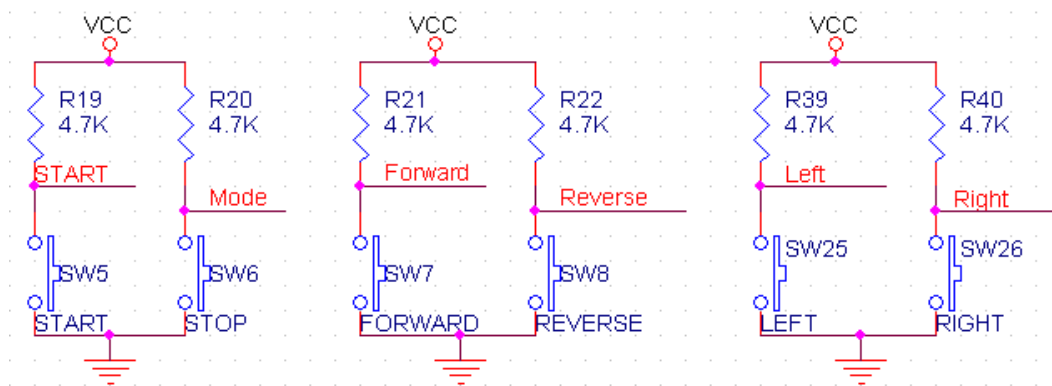 VCC
VCC
VCC
R19
4.7K
R20
4.7K
R21
4.7K
R22
4.7K
R39
4.7K
R40
4.7K
START
Mode
Forward
Reverse
Left
Right
SW5
SW6
SW7
SW8
SW25
SW26
START
STOP
FORWARD
REVERSE
LEFT
RIGHT